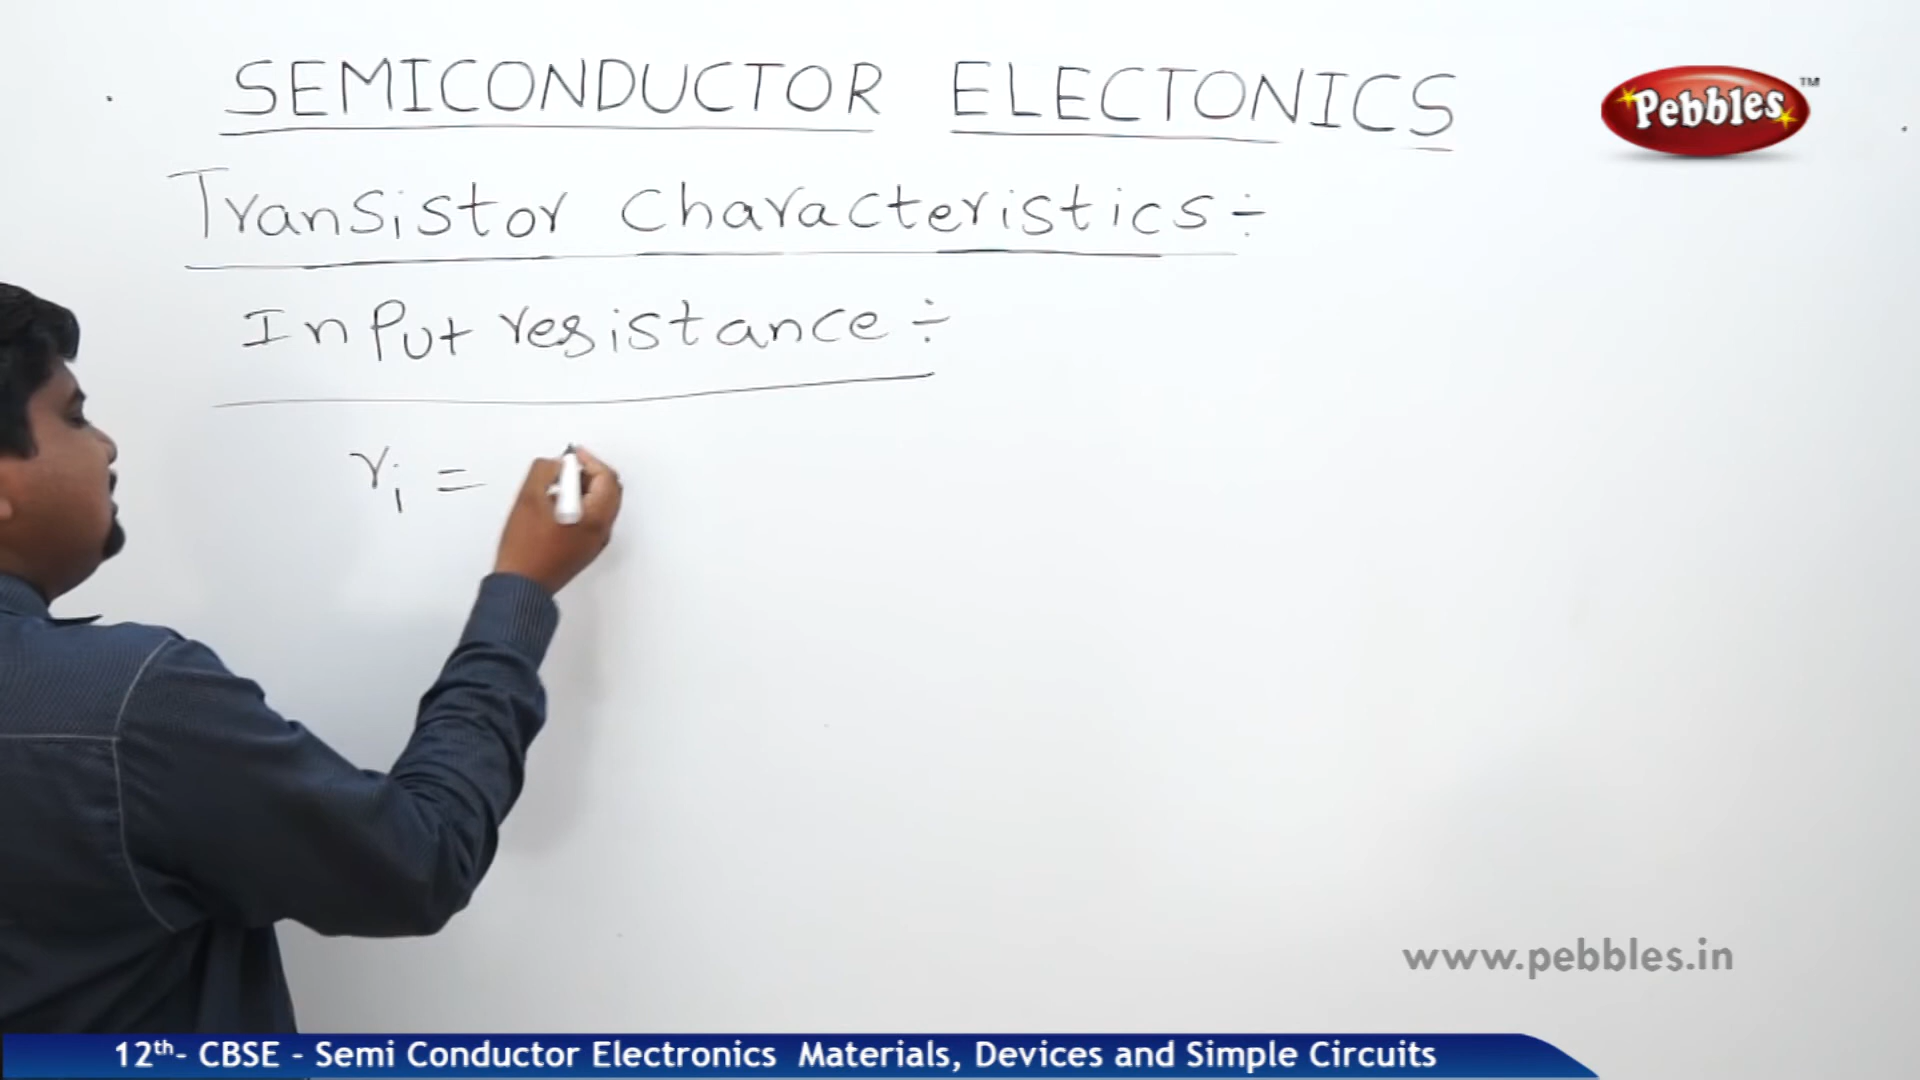 SEMICONDUCTOR ELECTONICS
Pebbles™
Transistor Characteristics ÷
Input resistance ÷
ri =
www.pebbles.in
12th- CBSE - Semi Conductor Electronics Materials, Devices and Simple Circuits